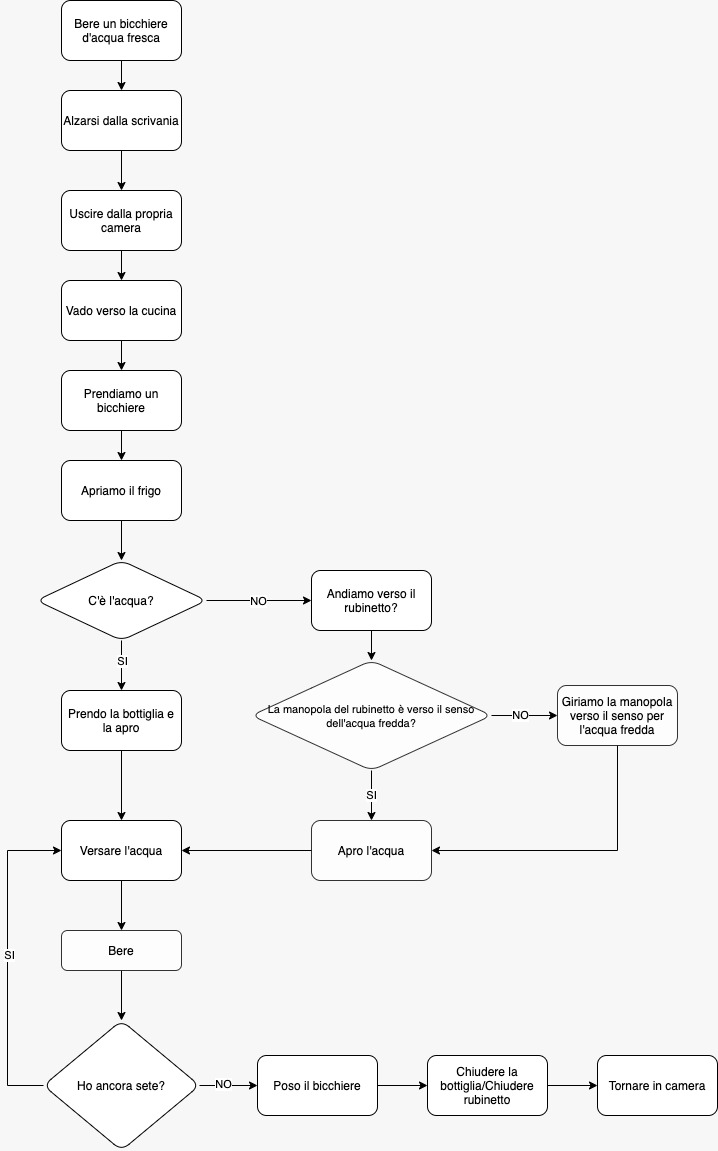 Bere un bicchiere
d'acqua fresca
Alzarsi dalla scrivania
Uscire dalla propria
camera
Vado verso la cucina
Prendiamo un
bicchiere
Apriamo il frigo
C'è l'acqua?
NO
Andiamo verso il
rubinetto?
SI
Prendo la bottiglia e
la apro
La manopola del rubinetto è verso il senso
dell'acqua fredda?
NO
Giriamo la manopola
verso il senso per
l'acqua fredda
SI
Versare l'acqua
Apro l'acqua
Bere
SI
Ho ancora sete?
NO
Poso il bicchiere
Chiudere la
bottiglia/Chiudere
rubinetto
Tornare in camera